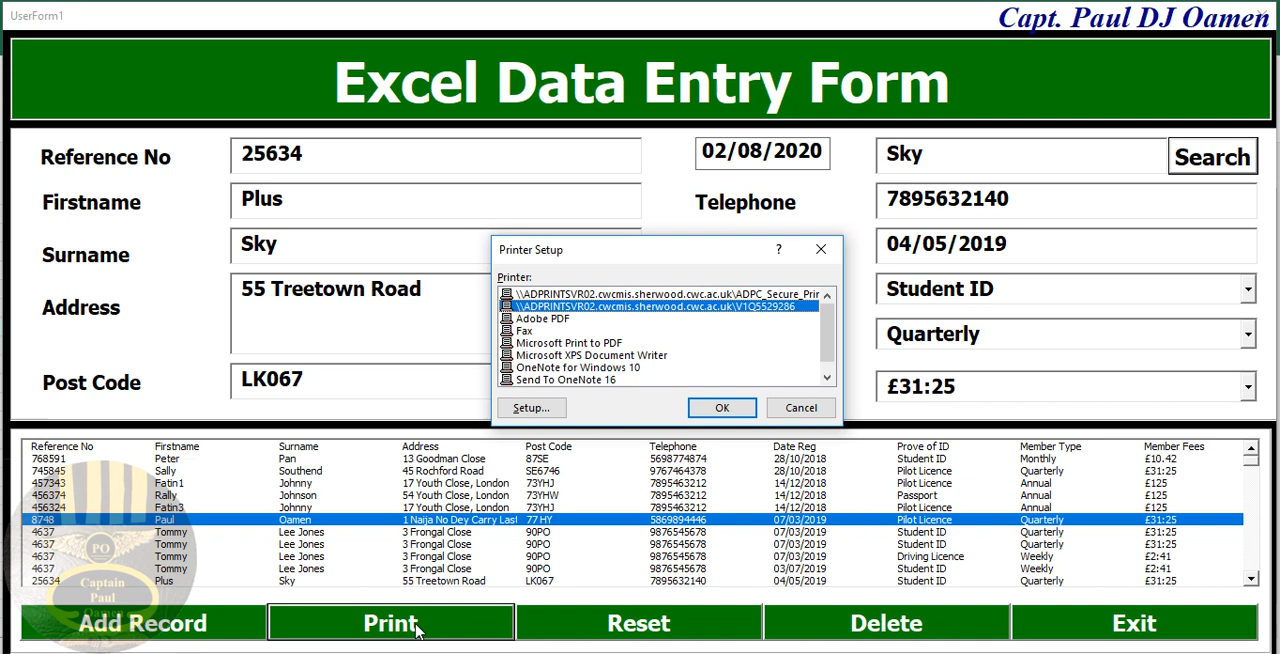 UserForm1
Capt. Paul DJ Oamen
Excel Data Entry Form
Reference No 25634 02/08/2020 Sky Search
Firstname Plus Telephone 7895632140
Surname Sky 04/05/2019
Address 55 Treetown Road Student ID
Quarterly
Post Code LK067 £31:25
Printer Setup ?
Printer:
\\ADPRINTSVR02.cwcmis.sherwood.cwc.ac.uk\ADPC_Secure_Prir
\\ADPRINTSVR02.cwcmis.sherwood.cwc.ac.uk\V1Q5529286
Adobe PDF
Fax
Microsoft Print to PDF
Microsoft XPS Document Writer
OneNote for Windows 10
Send To OneNote 16
Setup... OK Cancel
Reference No Firstname Surname Address Post Code Telephone Date Reg Prove of ID Member Type Member Fees
768591 Peter Pan 13 Goodman Close 87SE 5698774874 28/10/2018 Student ID Monthly £10.42
745845 Sally Southend 45 Rochford Road SE6746 9767464378 28/10/2018 Pilot Licence Quarterly £31:25
457343 Fatin1 Johnny 17 Youth Close, London 73YHJ 7895463212 14/12/2018 Pilot Licence Annual £125
456374 Rally Johnson 54 Youth Close, London 73YHW 7895463212 14/12/2018 Passport Annual £125
456324 Fatin3 Johnny 17 Youth Close, London 73YHJ 7895463212 14/12/2018 Student ID Annual £125
8748 Paul Oamen 1 Naija No Dey Carry Last 77 HY 5869894446 07/03/2019 Pilot Licence Quarterly £31:25
4637 Tommy Lee Jones 3 Frongal Close 90PO 9876545678 07/03/2019 Student ID Quarterly £31:25
4637 Tommy Lee Jones 3 Frongal Close 90PO 9876545678 07/03/2019 Student ID Quarterly £31:25
4637 Tommy Lee Jones 3 Frongal Close 90PO 9876545678 07/03/2019 Driving Licence Weekly £2:41
4637 Tommy Lee Jones 3 Frongal Close 90PO 9876545678 03/07/2019 Student ID Weekly £2:41
25634 Plus Sky 55 Treetown Road LK067 7895632140 04/05/2019 Student ID Quarterly £31:25
PO
Captain
Paul
Oamen
Add Record Print Reset Delete Exit